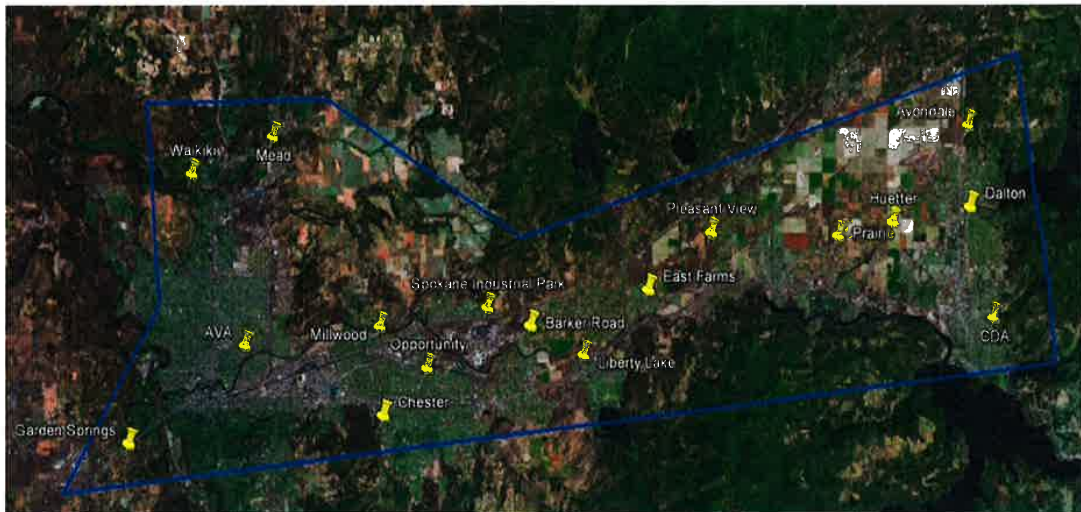 Avondale
Waikiki
Mead
Dalton
Huetter
Pleasant View
Prairie
East Farms
Spokane Industrial Park
Barker Road
Millwood
AVA
Opportunity
CDA
Liberty Lake
Chester
Garden Springs